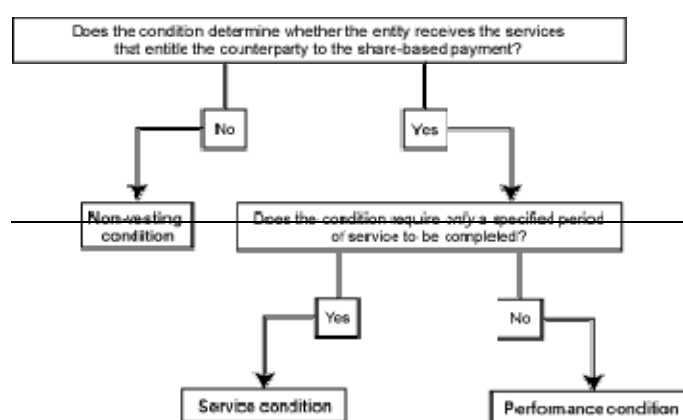 Does the condition determine whether the entity receives the services
that entitle the counterparty to the share-based payment?
No
Yes
Non-vesting
condition
Does the condition require only a specified period
of service to be completed?
Yes
No
Service condition
Performance condition